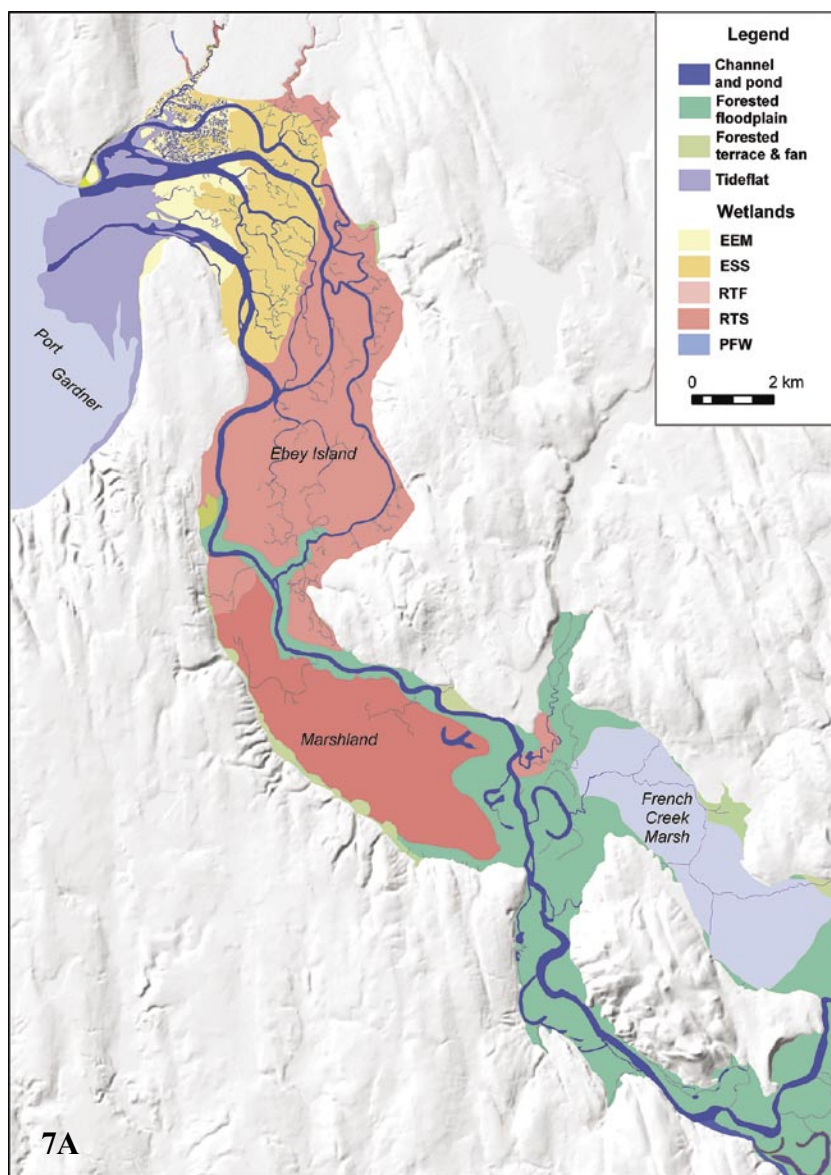 Legend
Channel
and pond
Forested
floodplain
Forested
terrace & fan
Tideflat
Wetlands
EEM
ESS
RTF
RTS
PFW
0 2 km
Port
Gardner
Ebey Island
Marshland
French
Creek
Marsh
7A